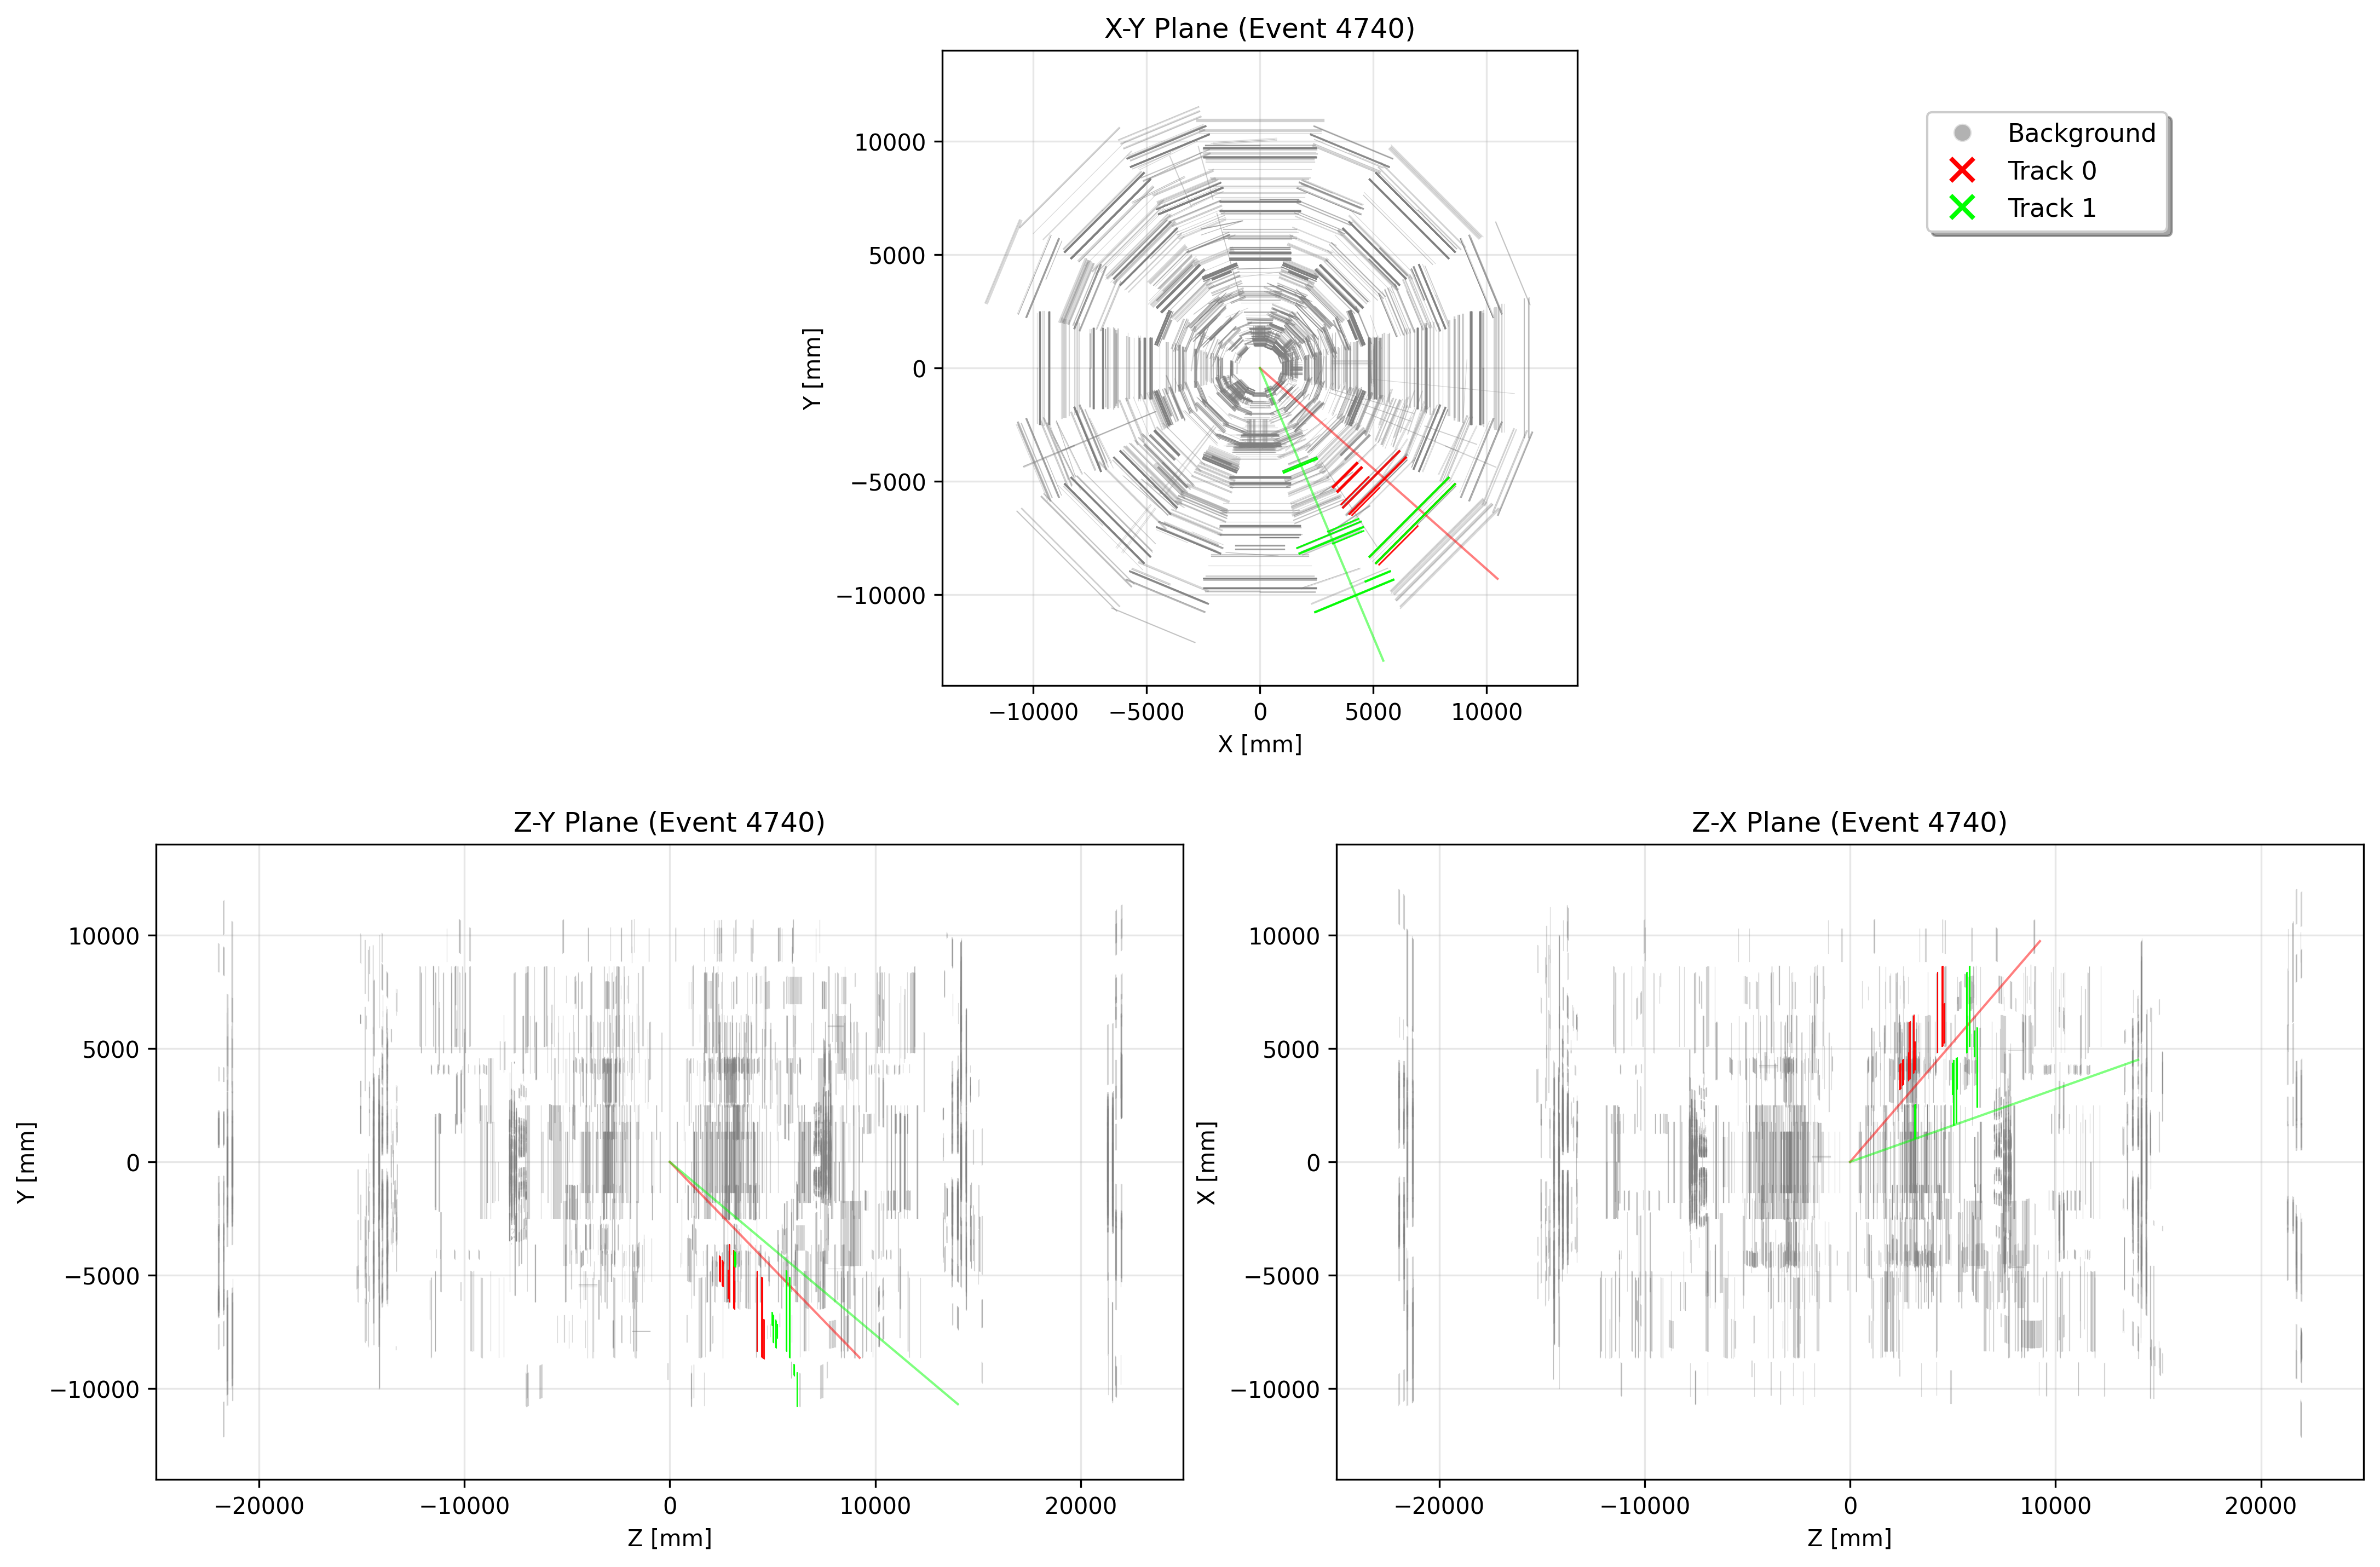 X-Y Plane (Event 4740)
10000
5000
0
−5000
−10000
Y [mm]
−10000 −5000 0 5000 10000
X [mm]
Background
Track 0
Track 1
Z-Y Plane (Event 4740)
10000
5000
0
−5000
−10000
Y [mm]
−20000 −10000 0 10000 20000
Z [mm]
Z-X Plane (Event 4740)
10000
5000
0
−5000
−10000
X [mm]
−20000 −10000 0 10000 20000
Z [mm]